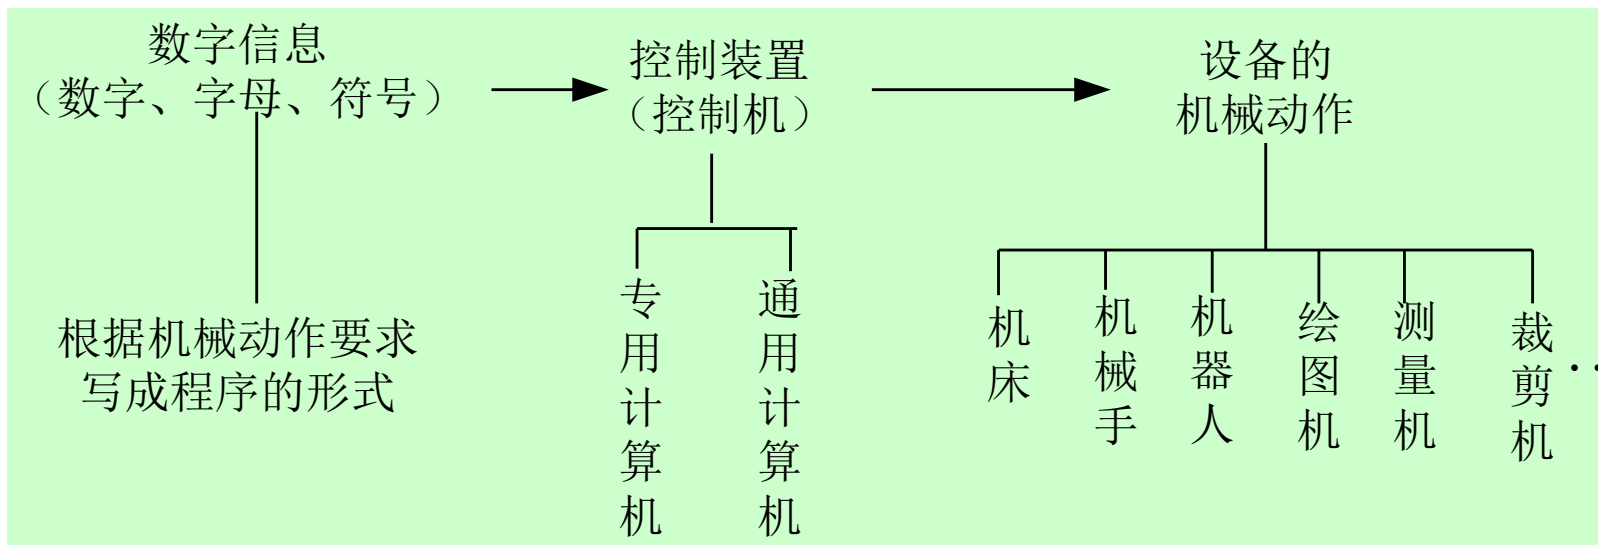 数字信息
（数字、字母、符号）
控制装置
（控制机）
设备的
机械动作
根据机械动作要求
写成程序的形式
专用计算机
通用计算机
机床
机械手
机器人
绘图机
测量机
裁剪机
··